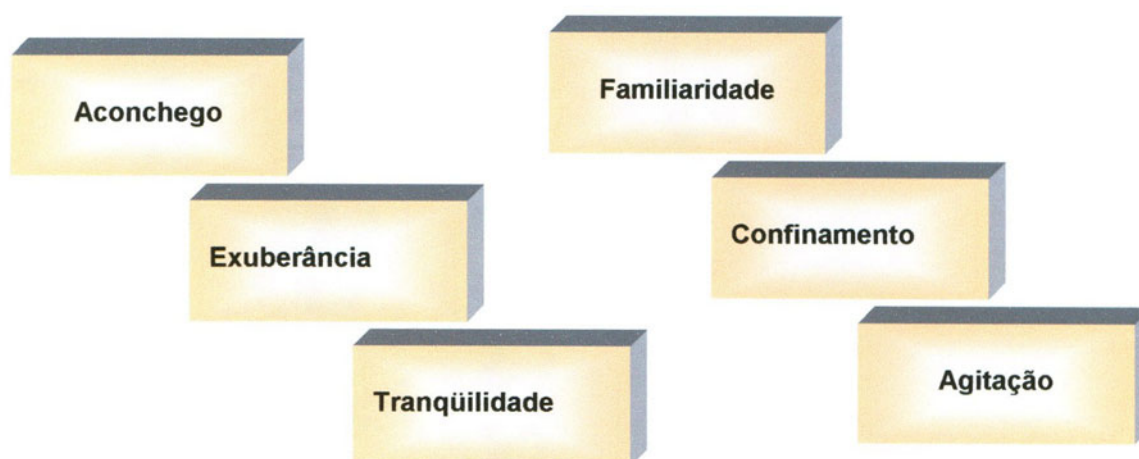 Aconchego
Exuberância
Tranqüilidade
Familiaridade
Confinamento
Agitação